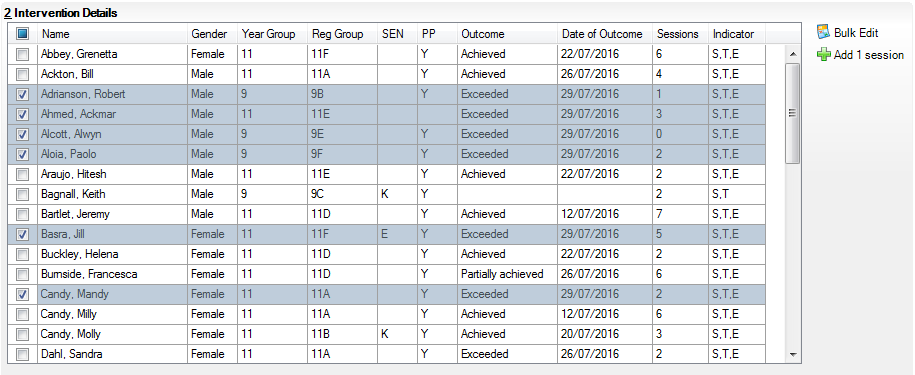 2 Intervention Details
Name Gender Year Group Reg Group SEN PP Outcome Date of Outcome Sessions Indicator
Abbey, Grenetta Female 11 11F Y Achieved 22/07/2016 6 S,T,E
Ackton, Bill Male 11 11A Y Achieved 26/07/2016 4 S,T,E
Adrianson, Robert Male 9 9B Y Exceeded 29/07/2016 1 S,T,E
Ahmed, Ackmar Male 11 11E Exceeded 29/07/2016 3 S,T,E
Alcott, Alwyn Male 9 9E Y Exceeded 29/07/2016 0 S,T,E
Aloia, Paolo Male 9 9F Y Exceeded 29/07/2016 2 S,T,E
Araujo, Hitesh Male 11 11E Y Achieved 22/07/2016 2 S,T,E
Bagnall, Keith Male 9 9C K Y 2 S,T
Bartlet, Jeremy Male 11 11D Y Achieved 12/07/2016 7 S,T,E
Basra, Jill Female 11 11F E Y Exceeded 29/07/2016 5 S,T,E
Buckley, Helena Female 11 11D Y Achieved 22/07/2016 2 S,T,E
Burnside, Francesca Female 11 11D Y Partially achieved 26/07/2016 6 S,T,E
Candy, Mandy Female 11 11A Y Exceeded 29/07/2016 2 S,T,E
Candy, Milly Female 11 11A Y Achieved 12/07/2016 6 S,T,E
Candy, Molly Female 11 11B K Y Achieved 20/07/2016 3 S,T,E
Dahl, Sandra Female 11 11A Y Exceeded 26/07/2016 2 S,T,E
Bulk Edit
Add 1 session